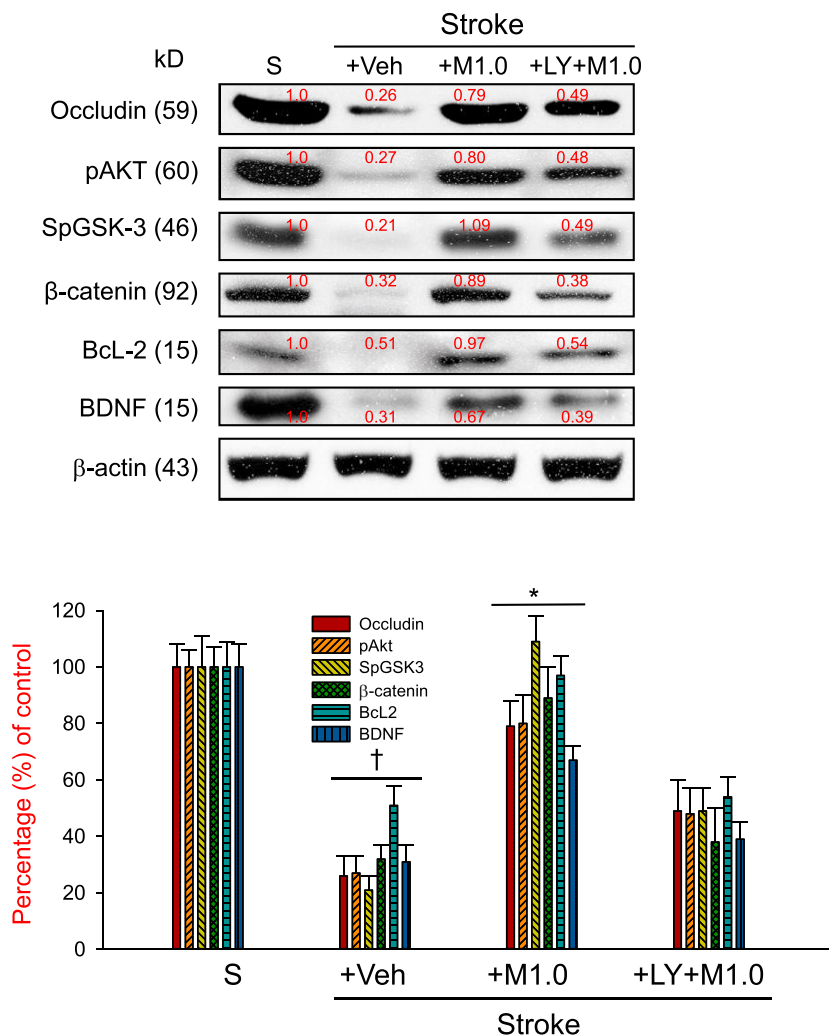 Stroke
kD S +Veh +M1.0 +LY+M1.0
Occludin (59) 1.0 0.26 0.79 0.49
pAKT (60) 1.0 0.27 0.80 0.48
SpGSK-3 (46) 1.0 0.21 1.09 0.49
β-catenin (92) 1.0 0.32 0.89 0.38
BcL-2 (15) 1.0 0.51 0.97 0.54
BDNF (15) 1.0 0.31 0.67 0.39
β-actin (43)
Percentage (%) of control
120
100
80
60
40
20
0
Occludin
pAkt
SpGSK3
β-catenin
BcL2
BDNF
†
*
S +Veh +M1.0 +LY+M1.0
Stroke